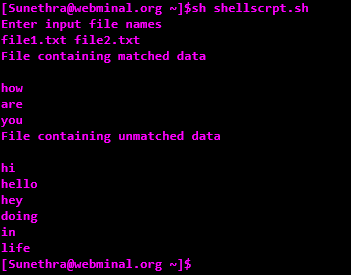 [Sunethra@webminal.org ~]$sh shellscrpt.sh
Enter input file names
file1.txt file2.txt
File containing matched data
how
are
you
File containing unmatched data
hi
hello
hey
doing
in
life
[Sunethra@webminal.org ~]$